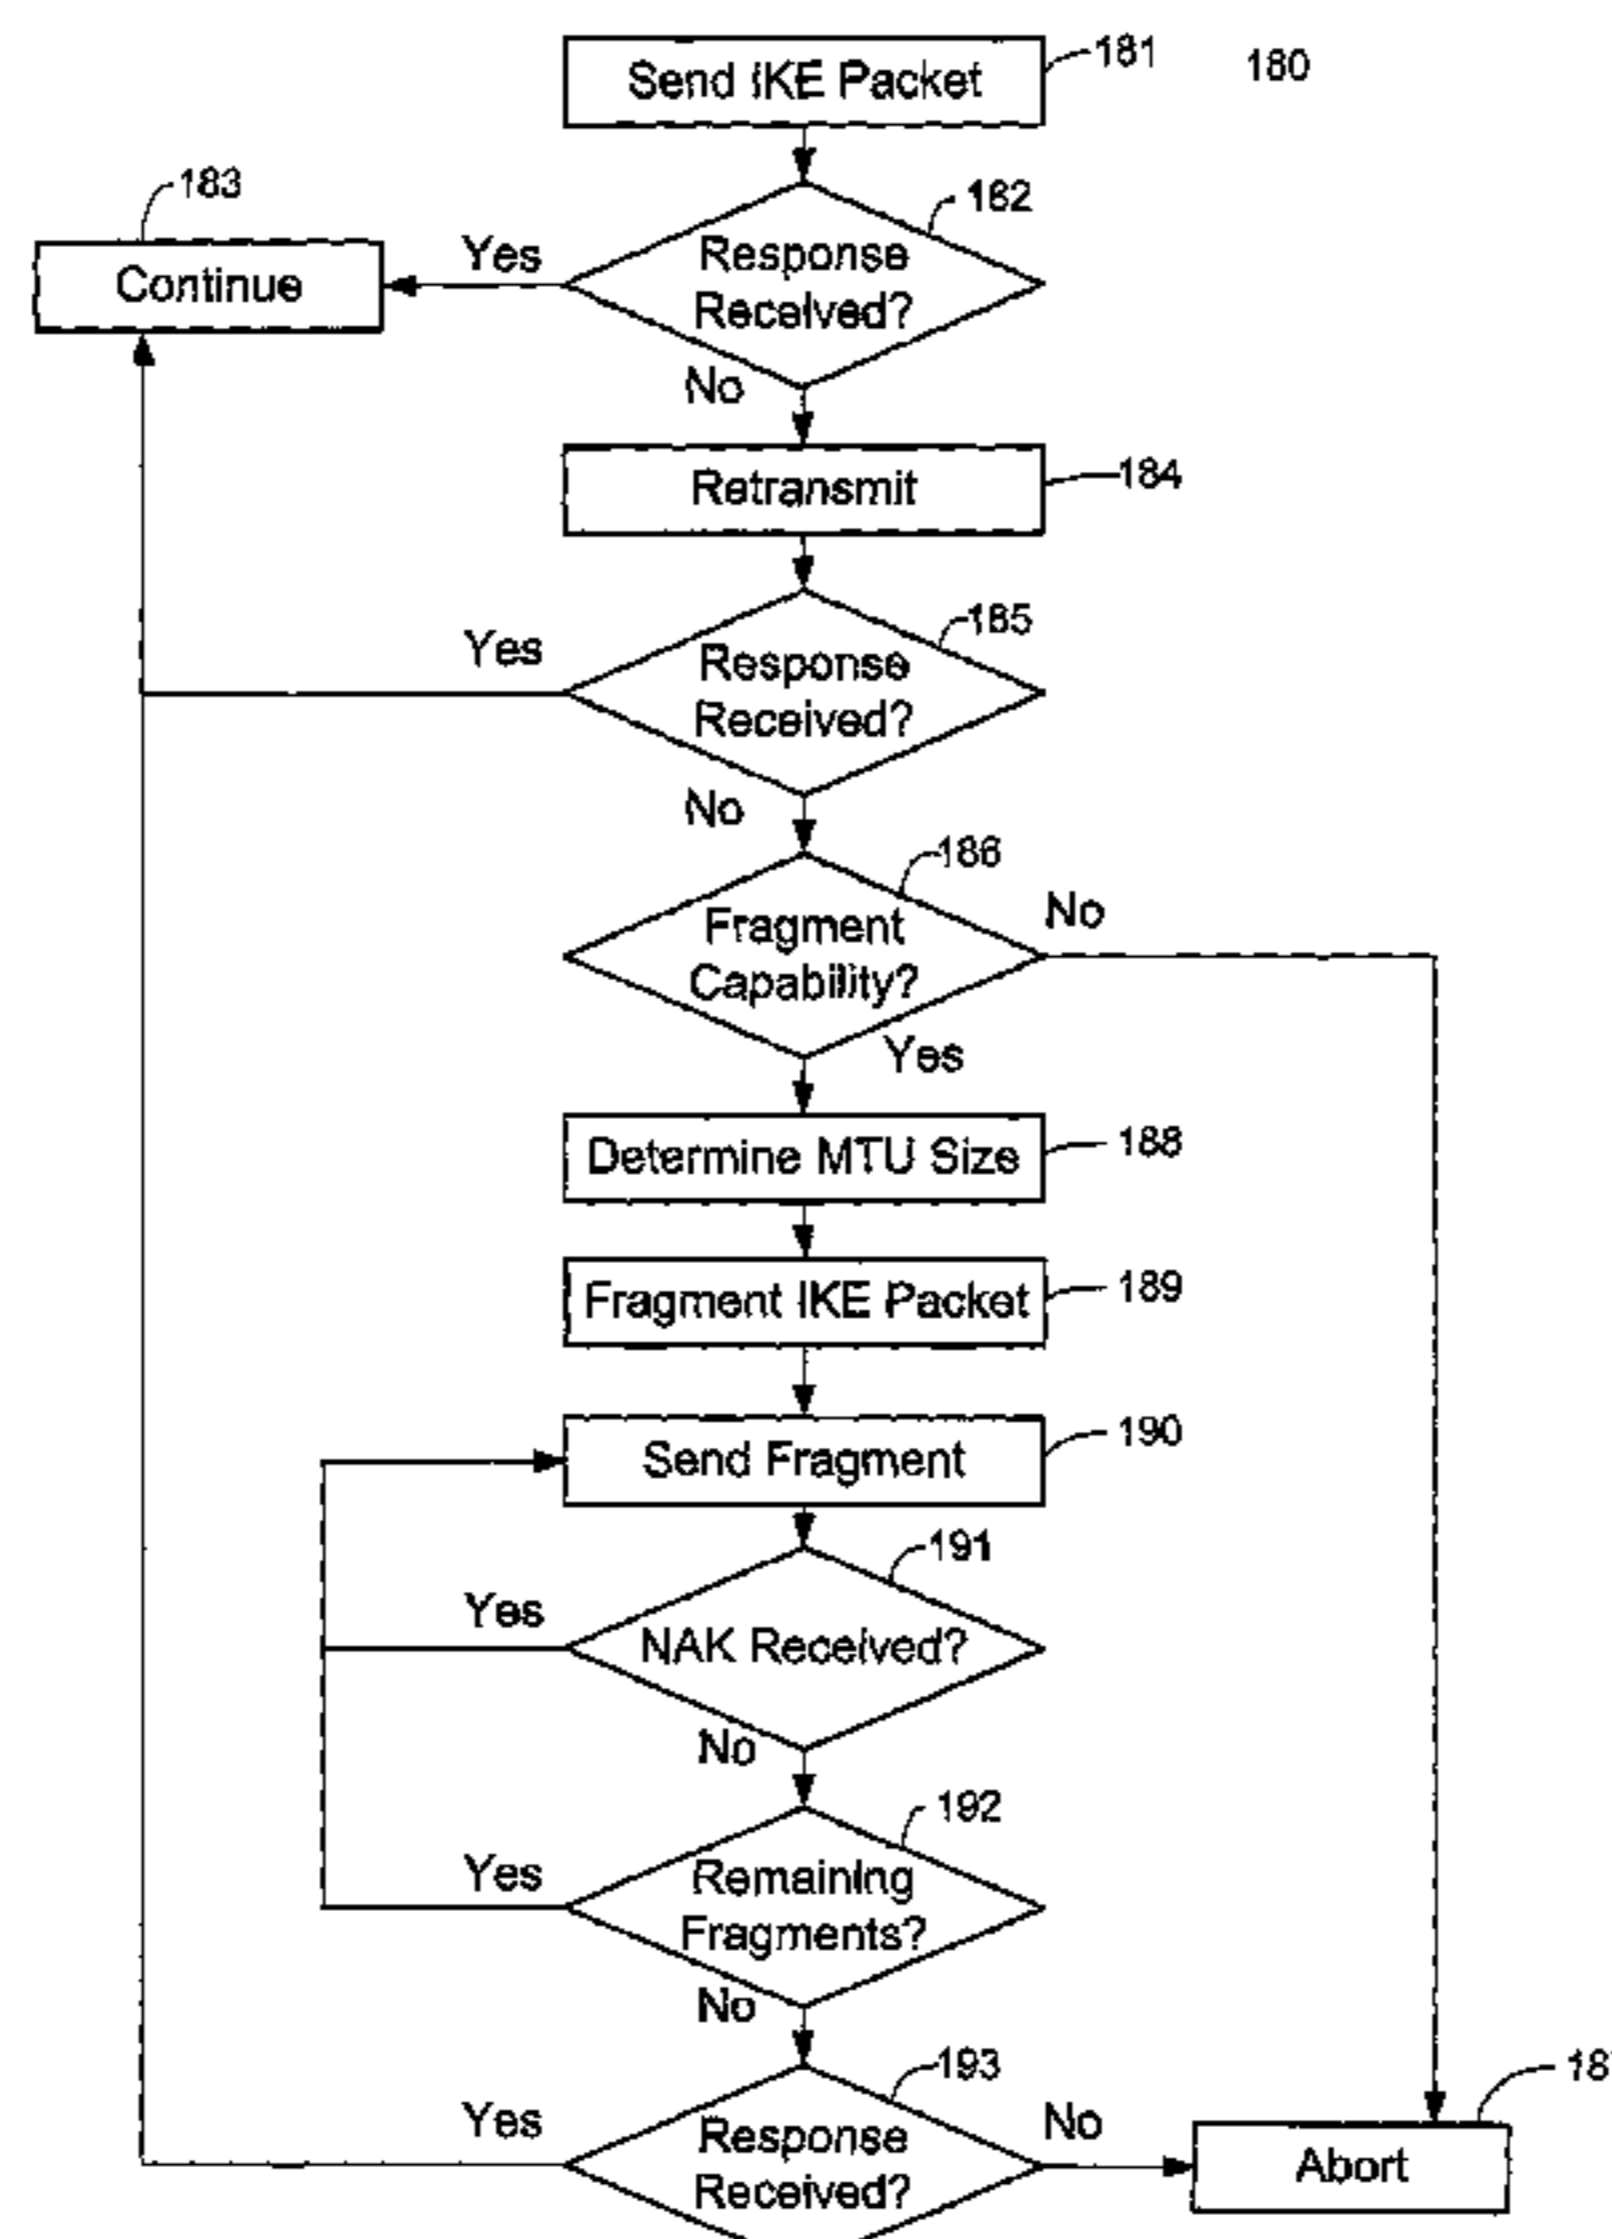 Send IKE Packet
181
180
183
182
Continue
Yes
Response
Received?
No
Retransmit
184
185
Yes
Response
Received?
No
186
No
Fragment
Capability?
Yes
Determine MTU Size
188
Fragment IKE Packet
189
Send Fragment
190
191
Yes
NAK Received?
No
192
Yes
Remaining
Fragments?
No
193
Yes
No
Response
Received?
Abort